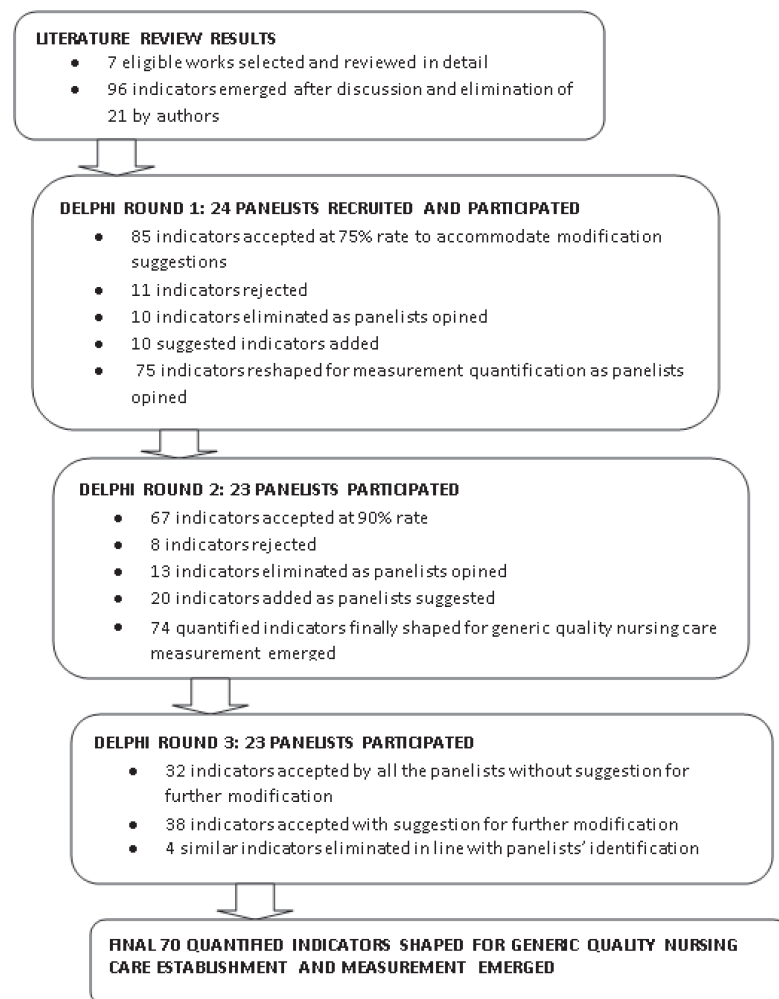 LITERATURE REVIEW RESULTS
• 7 eligible works selected and reviewed in detail
• 96 indicators emerged after discussion and elimination of
21 by authors
DELPHI ROUND 1: 24 PANELISTS RECRUITED AND PARTICIPATED
• 85 indicators accepted at 75% rate to accommodate modification
suggestions
• 11 indicators rejected
• 10 indicators eliminated as panelists opined
• 10 suggested indicators added
• 75 indicators reshaped for measurement quantification as panelists
opined
DELPHI ROUND 2: 23 PANELISTS PARTICIPATED
• 67 indicators accepted at 90% rate
• 8 indicators rejected
• 13 indicators eliminated as panelists opined
• 20 indicators added as panelists suggested
• 74 quantified indicators finally shaped for generic quality nursing care
measurement emerged
DELPHI ROUND 3: 23 PANELISTS PARTICIPATED
• 32 indicators accepted by all the panelists without suggestion for
further modification
• 38 indicators accepted with suggestion for further modification
• 4 similar indicators eliminated in line with panelists’ identification
FINAL 70 QUANTIFIED INDICATORS SHAPED FOR GENERIC QUALITY NURSING
CARE ESTABLISHMENT AND MEASUREMENT EMERGED